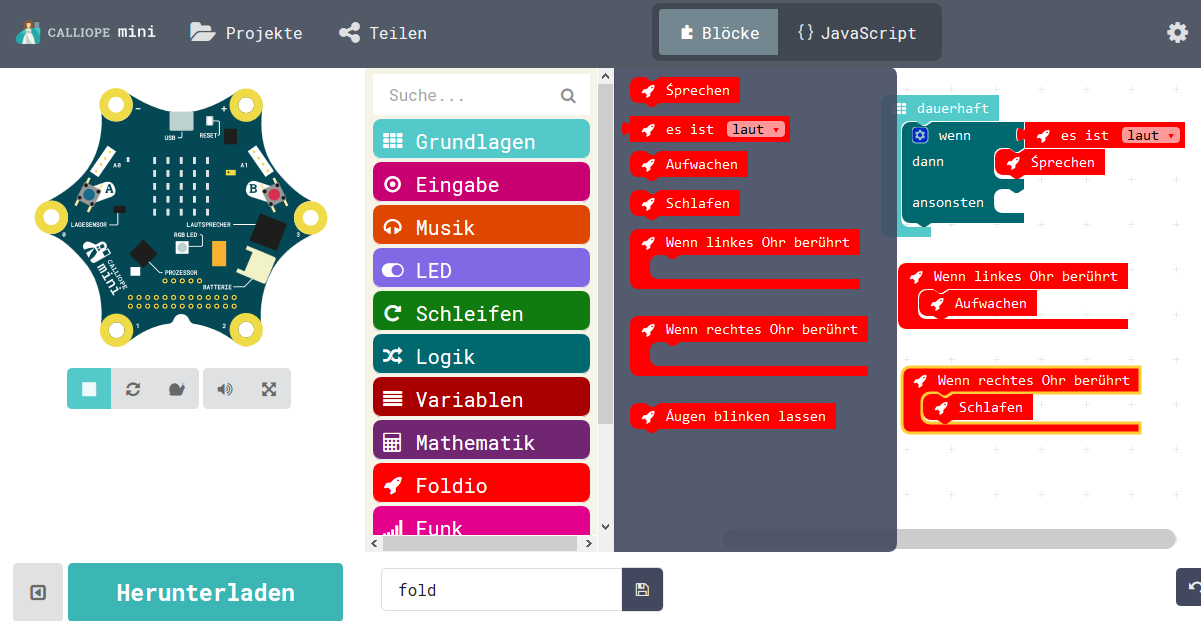 CALLIOPE mini
Projekte
Teilen
Blöcke
{} JavaScript
USB
RESET
A0
A1
A
B
LAGESENSOR
LAUTSPRECHER
RGB LED
0
3
PROZESSOR
BATTERIE
CALLIOPE
mini
1
2
Herunterladen
Suche...
Grundlagen
Eingabe
Musik
LED
Schleifen
Logik
Variablen
Mathematik
Foldio
Funk
fold
Sprechen
es ist laut
Aufwachen
Schlafen
Wenn linkes Ohr berührt
Wenn rechtes Ohr berührt
Augen blinken lassen
dauerhaft
wenn es ist laut
dann Sprechen
ansonsten
Wenn linkes Ohr berührt
Aufwachen
Wenn rechtes Ohr berührt
Schlafen